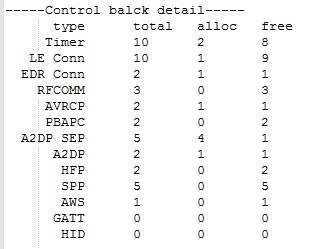 -----Control balck detail-----
type total alloc free
Timer 10 2 8
LE Conn 10 1 9
EDR Conn 2 1 1
RFCOMM 3 0 3
AVRCP 2 1 1
PBAPC 2 0 2
A2DP SEP 5 4 1
A2DP 2 1 1
HFP 2 0 2
SPP 5 0 5
AWS 1 0 1
GATT 0 0 0
HID 0 0 0